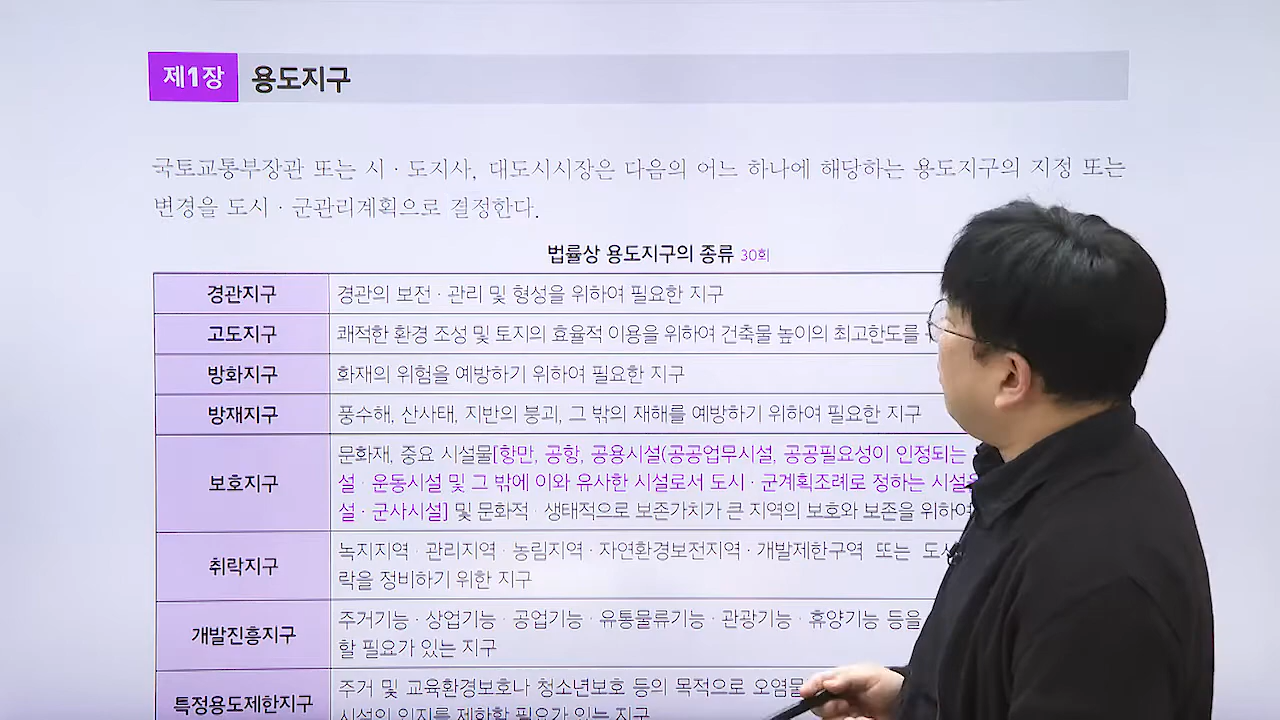 제1장 용도지구
국토교통부장관 또는 시 · 도지사, 대도시시장은 다음의 어느 하나에 해당하는 용도지구의 지정 또는
변경을 도시 · 군관리계획으로 결정한다.
법률상 용도지구의 종류 30회
경관지구 경관의 보전 · 관리 및 형성을 위하여 필요한 지구
고도지구 쾌적한 환경 조성 및 토지의 효율적 이용을 위하여 건축물 높이의 최고한도를
방화지구 화재의 위험을 예방하기 위하여 필요한 지구
방재지구 풍수해, 산사태, 지반의 붕괴, 그 밖의 재해를 예방하기 위하여 필요한 지구
보호지구
문화재, 중요 시설물[항만, 공항, 공용시설(공공업무시설, 공공필요성이 인정되는
설 · 운동시설 및 그 밖에 이와 유사한 시설로서 도시 · 군계획조례로 정하는
설 · 군사시설] 및 문화적 · 생태적으로 보존가치가 큰 지역의 보호와 보존을
취락지구
녹지지역 · 관리지역 · 농림지역 · 자연환경보전지역 · 개발제한구역 또는
락을 정비하기 위한 지구
개발진흥지구
주거기능 · 상업기능 · 공업기능 · 유통물류기능 · 관광기능 · 휴양기능 등을
할 필요가 있는 지구
특정용도제한지구
주거 및 교육환경보호나 청소년보호 등의 목적으로
시설의 입지를 제한할 필요가 있는 지구